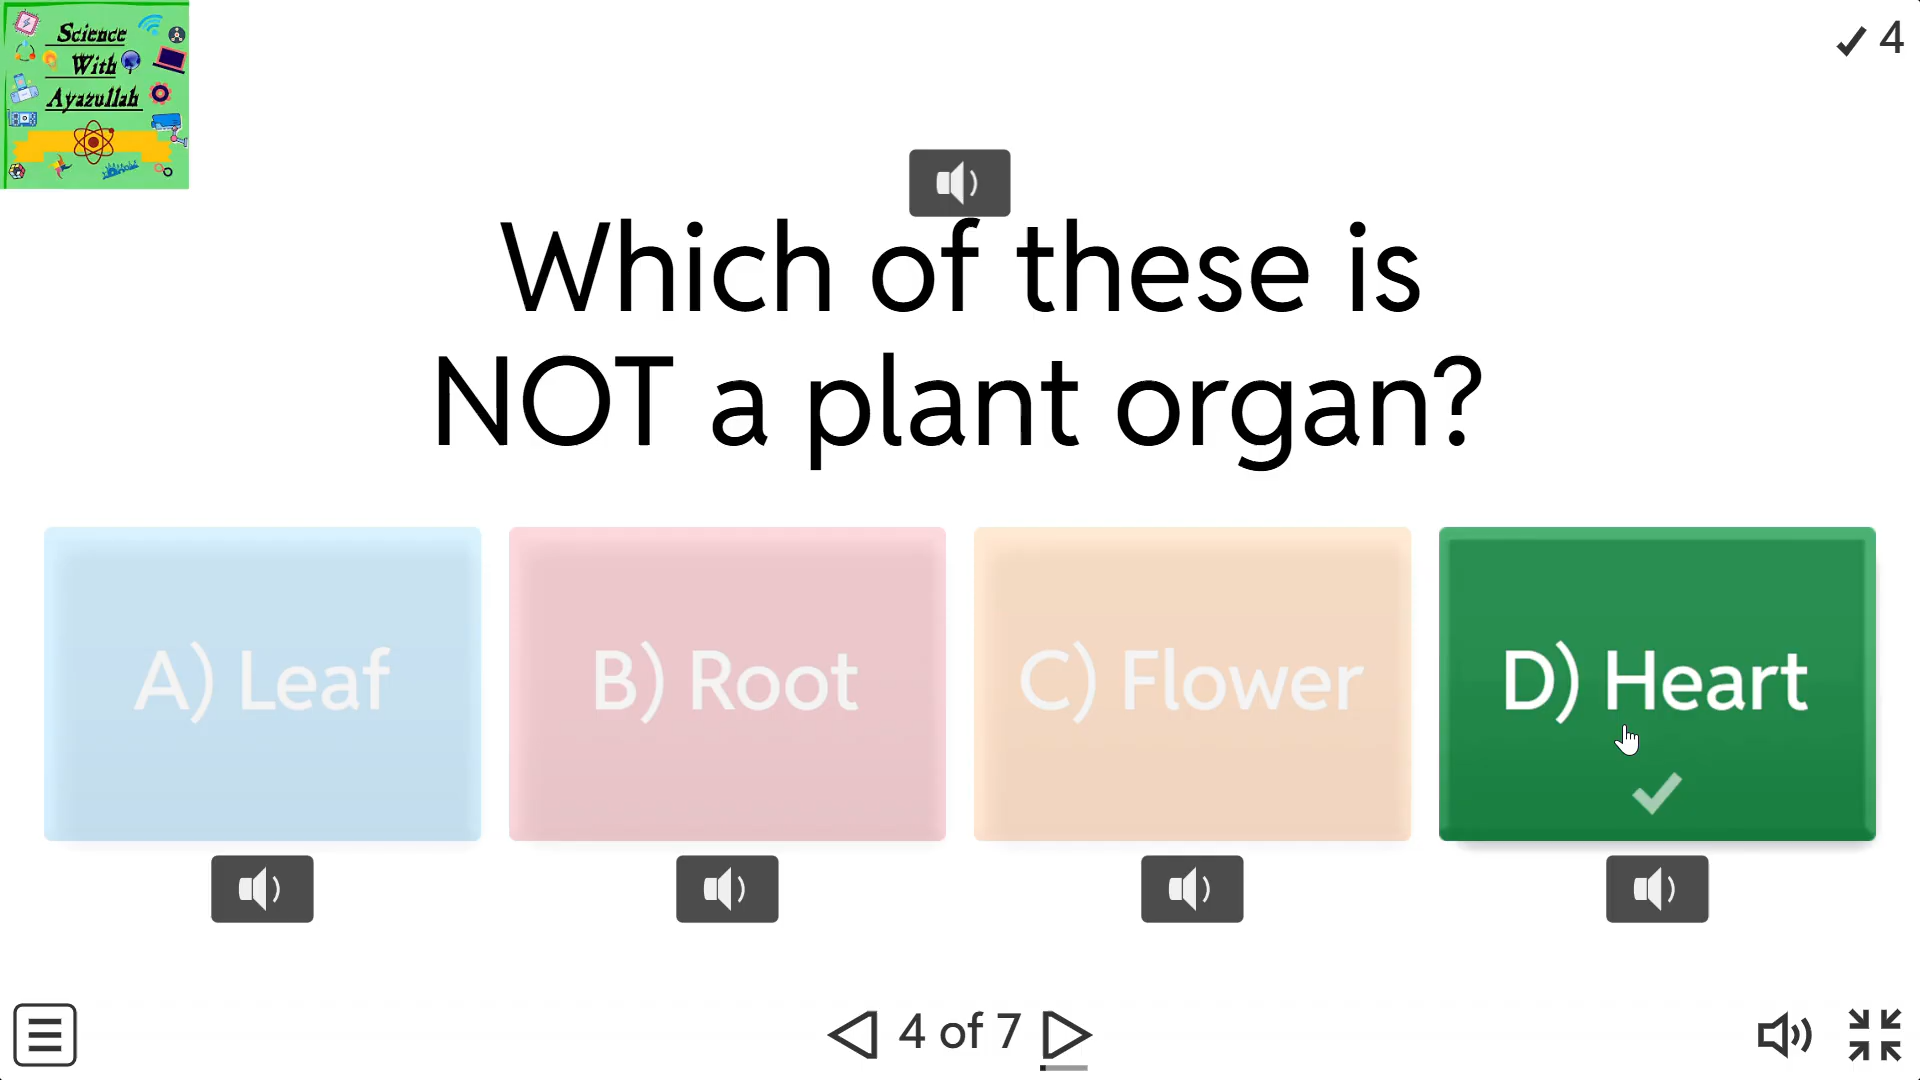 Science
With
Ayazullah
4
Which of these is
NOT a plant organ?
A) Leaf
B) Root
C) Flower
D) Heart
4 of 7